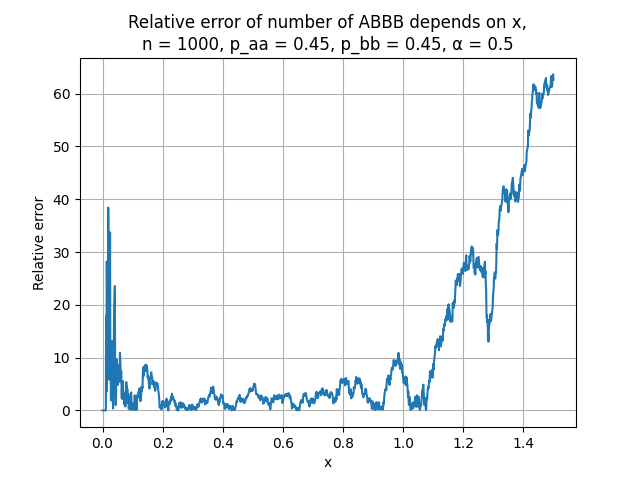 Relative error of number of ABBB depends on x,
n = 1000, p_aa = 0.45, p_bb = 0.45, α = 0.5
60
50
40
30
20
10
0
Relative error
0.0 0.2 0.4 0.6 0.8 1.0 1.2 1.4
x